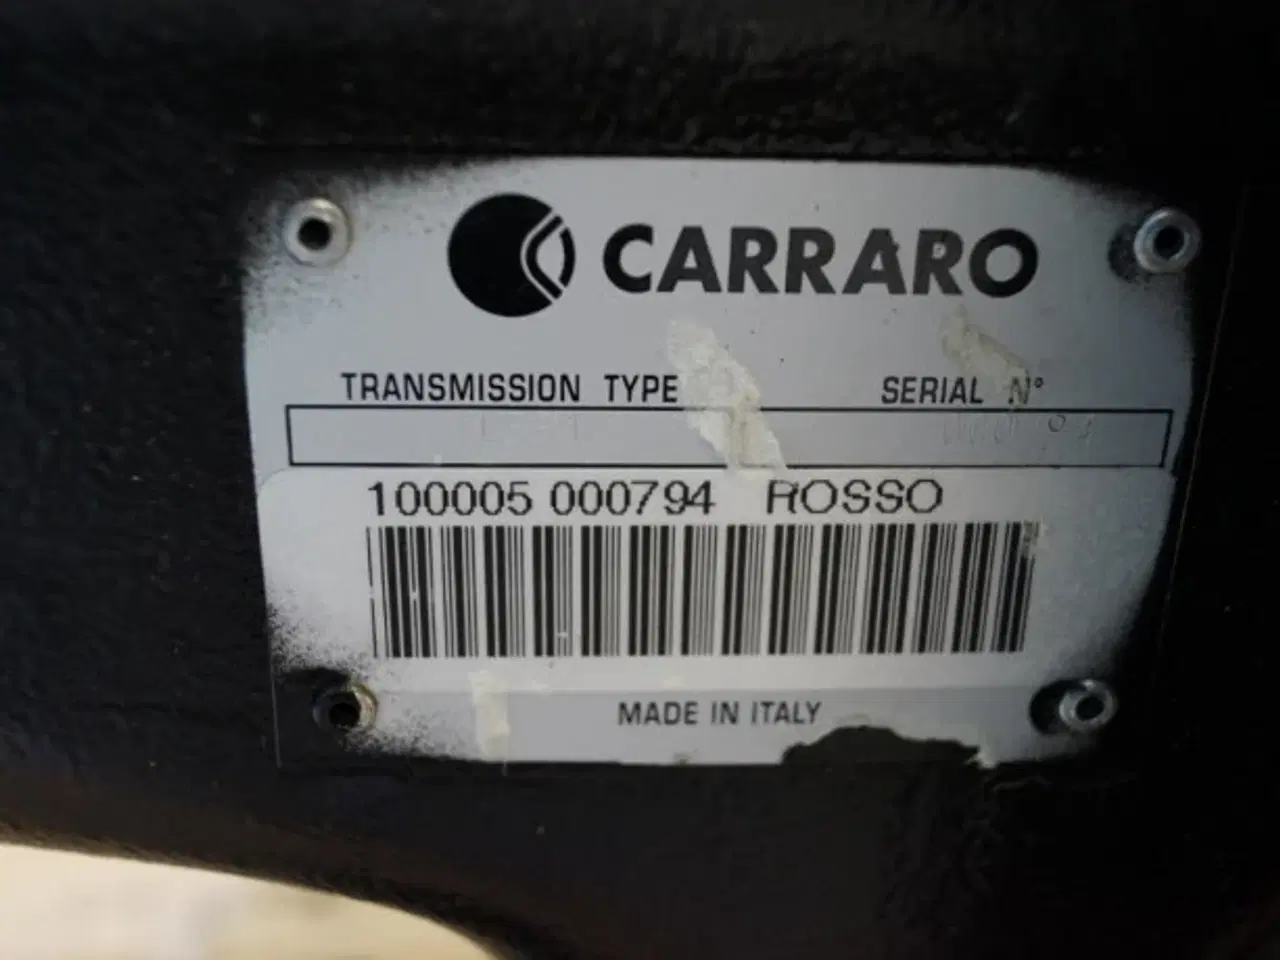 CARRARO
TRANSMISSION TYPE SERIAL N°
100005 000794 ROSSO
MADE IN ITALY